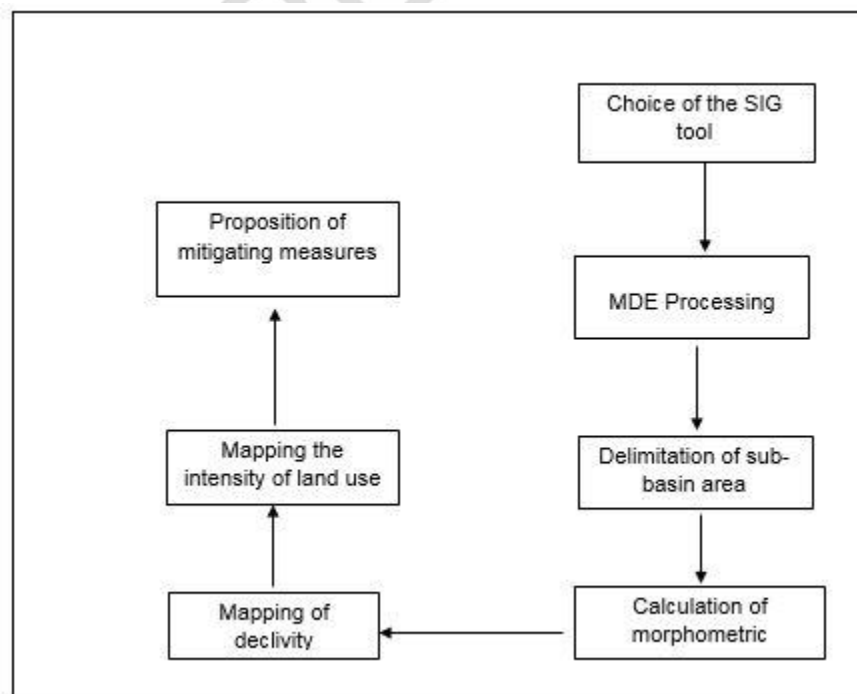 Choice of the SIG
tool
MDE Processing
Delimitation of sub-
basin area
Calculation of
morphometric
Mapping of
declivity
Mapping the
intensity of land use
Proposition of
mitigating measures